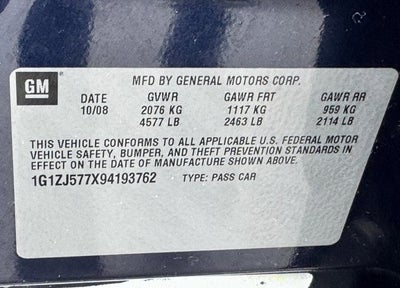 GM
MFD BY GENERAL MOTORS CORP.
DATE GVWR GAWR FRT GAWR RR
10/08 2076 KG 1117 KG 959 KG
4577 LB 2463 LB 2114 LB
THIS VEHICLE CONFORMS TO ALL APPLICABLE U.S. FEDERAL MOTOR
VEHICLE SAFETY, BUMPER, AND THEFT PREVENTION STANDARDS IN
EFFECT ON THE DATE OF MANUFACTURE SHOWN ABOVE.
1G1ZJ577X94193762 TYPE: PASS CAR